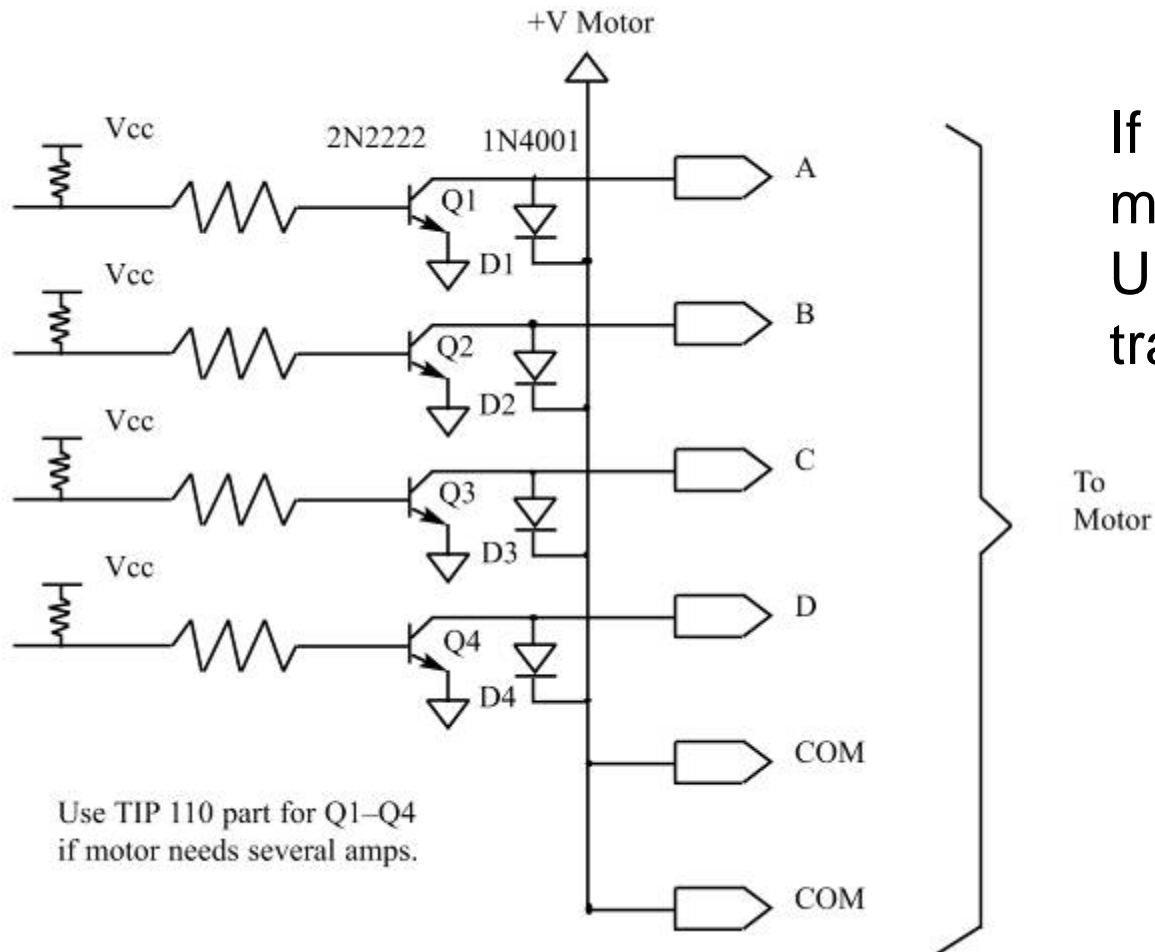 +V Motor
Vcc
2N2222
1N4001
A
Q1
D1
Vcc
B
Q2
D2
Vcc
C
Q3
D3
Vcc
D
Q4
D4
COM
COM
To
Motor
Use TIP 110 part for Q1–Q4
if motor needs several amps.
If